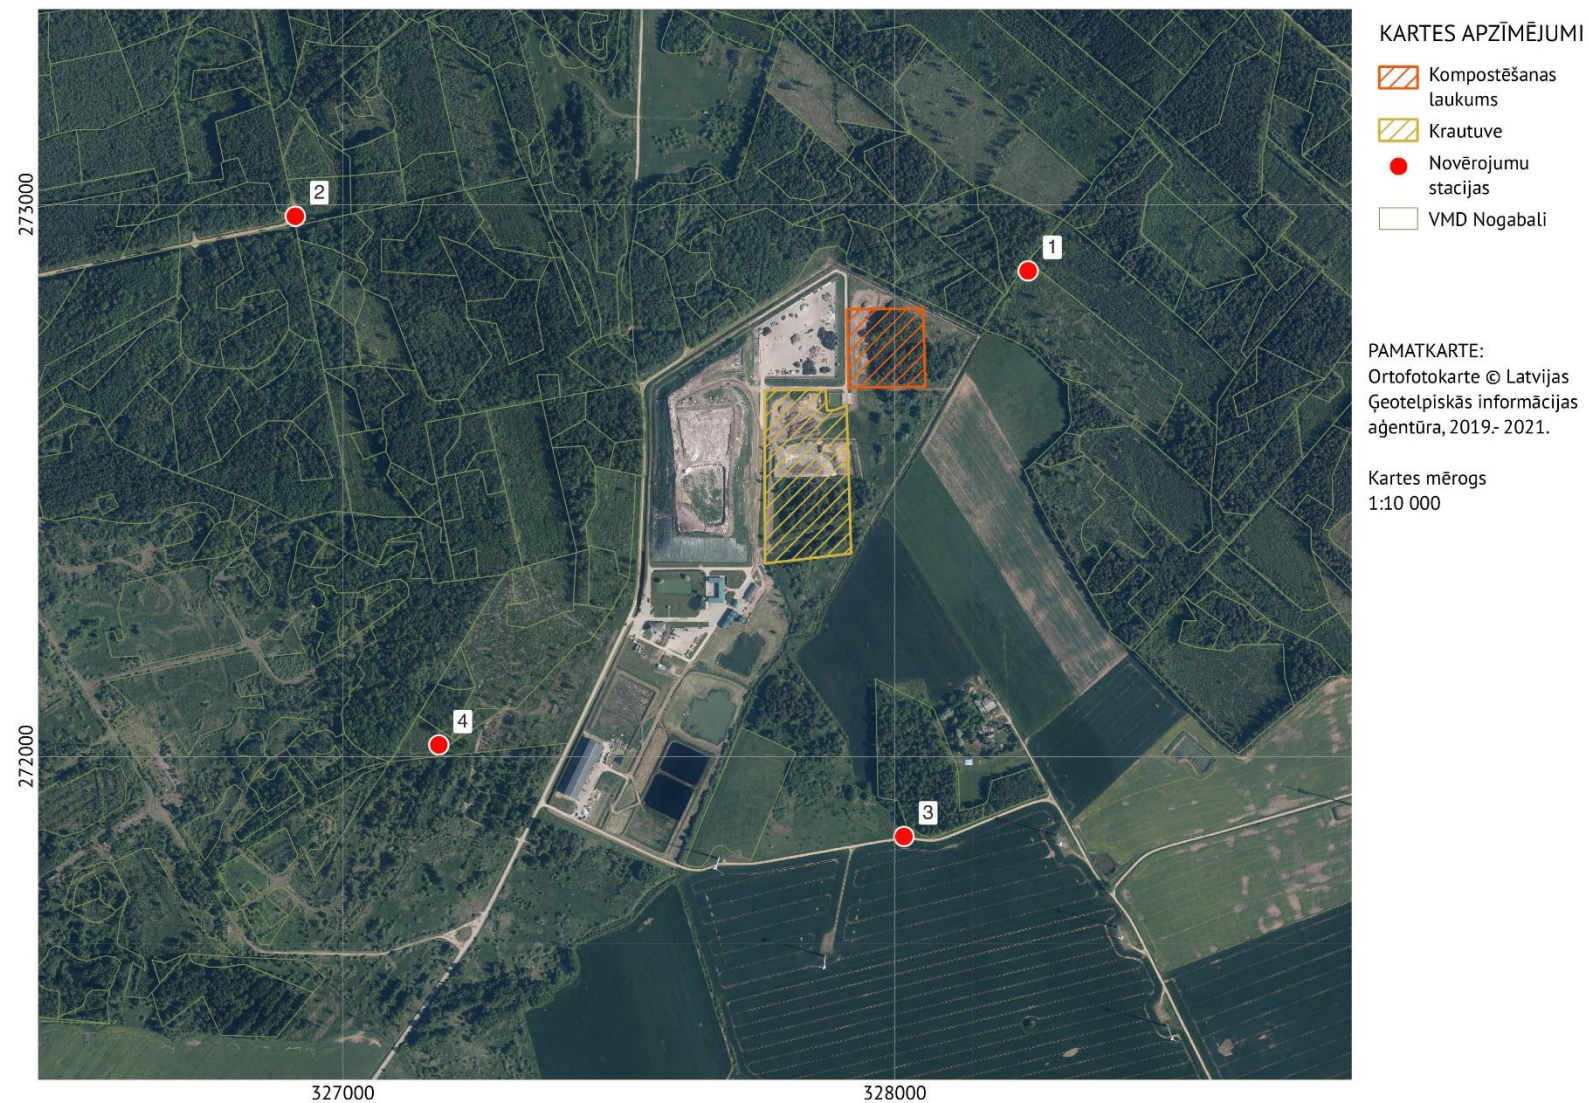 KARTES APZĪMĒJUMI
Kompostēšanas
laukums
Krautuve
Novērojumu
stacijas
VMD Nogabali
PAMATKARTE:
Ortofotokarte © Latvijas
Ģeotelpiskās informācijas
aģentūra, 2019.- 2021.
Kartes mērogs
1:10 000
273000
272000
327000
328000
2
1
4
3